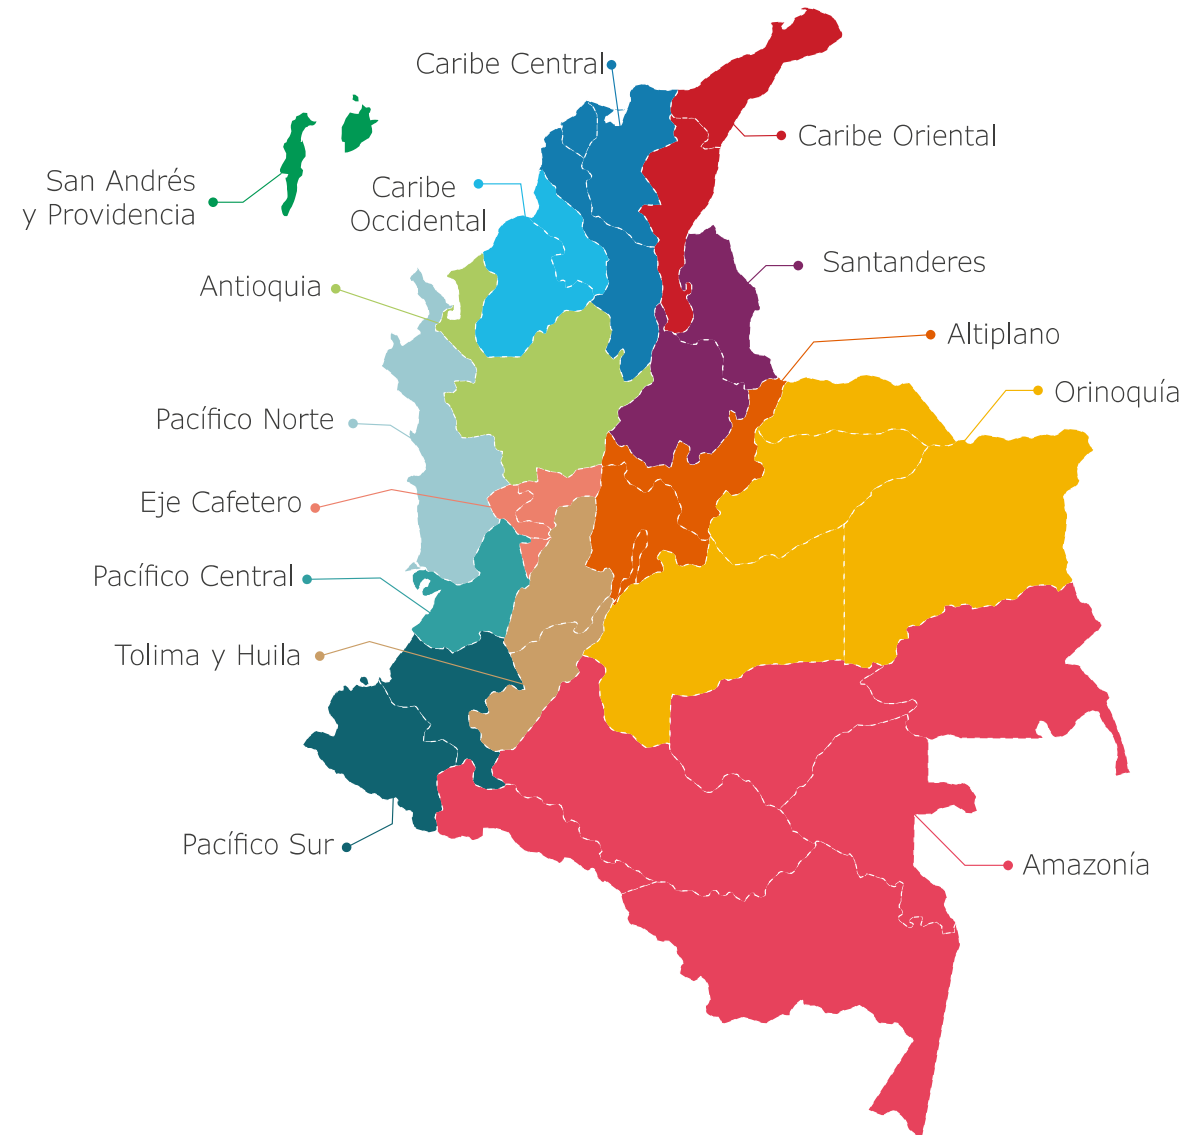 Caribe Central
Caribe Oriental
San Andrés
y Providencia
Caribe
Occidental
Santanderes
Antioquia
Altiplano
Orinoquía
Pacífico Norte
Eje Cafetero
Pacífico Central
Tolima y Huila
Pacífico Sur
Amazonía